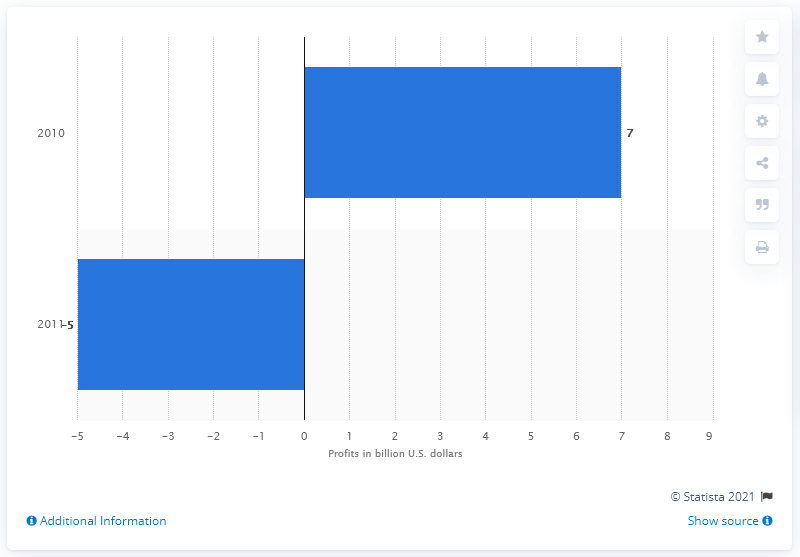 2010
7
2011
-5
-5 -4 -3 -2 -1 0 1 2 3 4 5 6 7 8 9
Profits in billion U.S. dollars
© Statista 2021
Additional Information
Show source